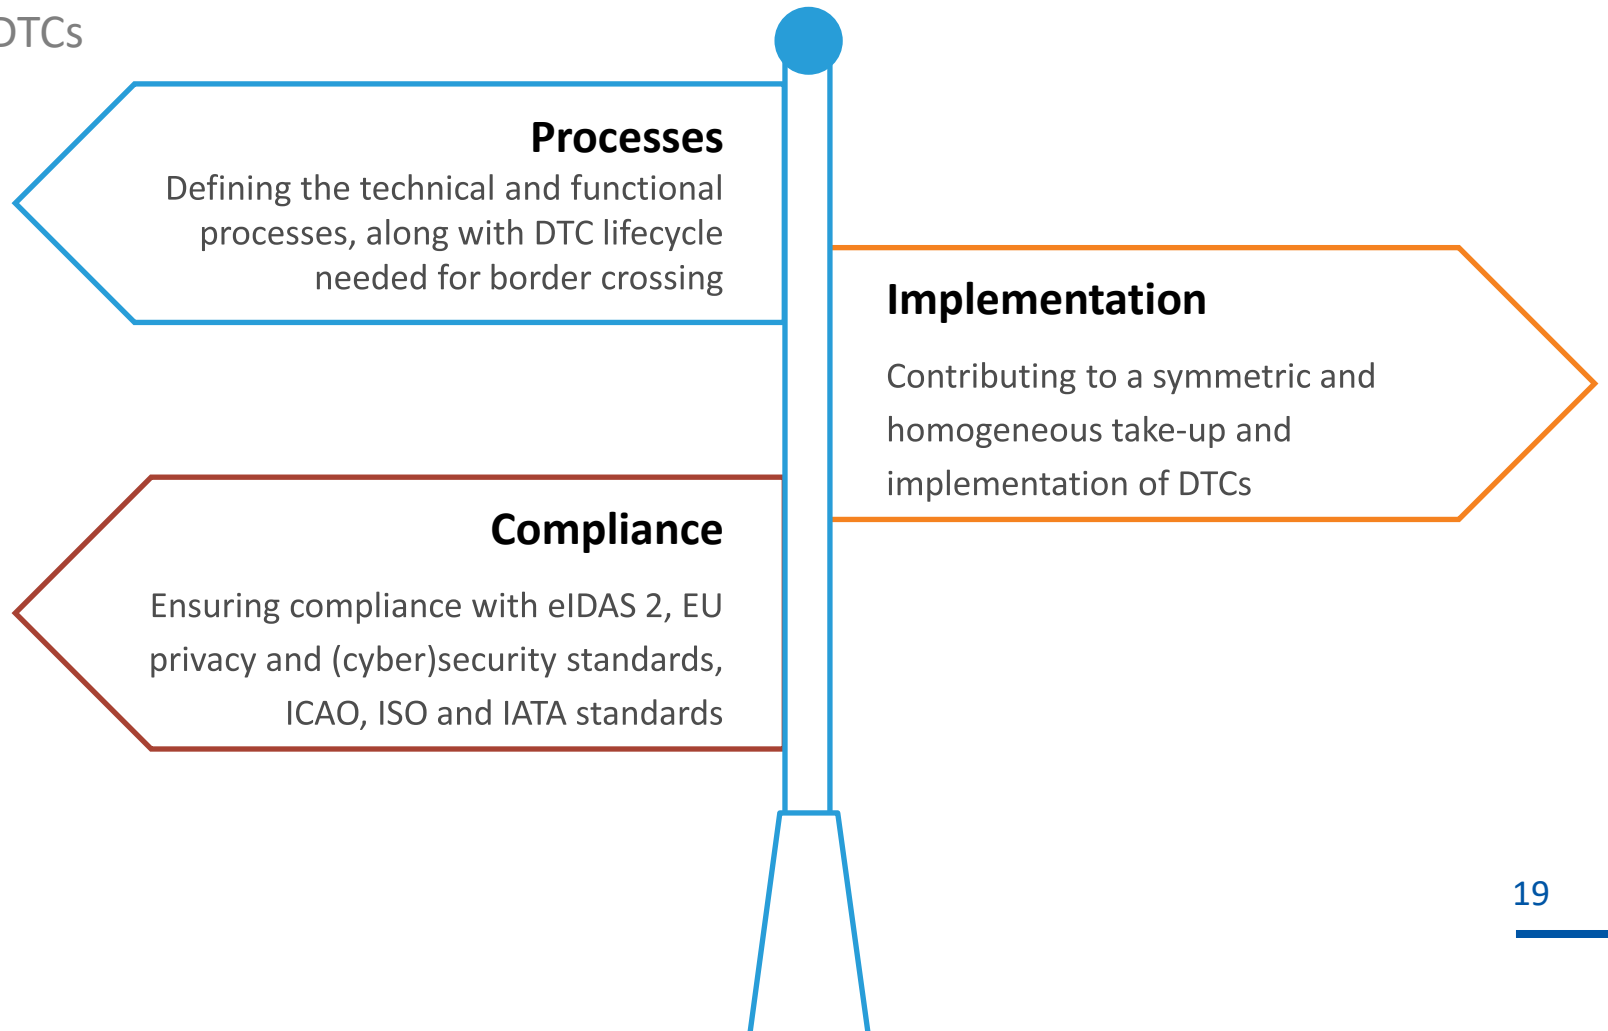 DTCs
Processes
Defining the technical and functional
processes, along with DTC lifecycle
needed for border crossing
Implementation
Contributing to a symmetric and
homogeneous take-up and
implementation of DTCs
Compliance
Ensuring compliance with eIDAS 2, EU
privacy and (cyber)security standards,
ICAO, ISO and IATA standards
19